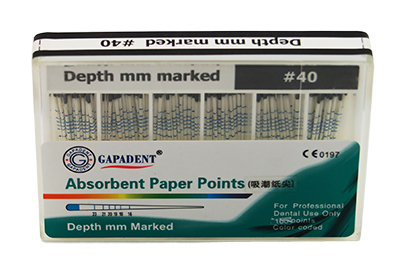 Depth mm marked
#40
Depth mm marked
#40
GAPADENT
CE0197
Absorbent Paper Points (吸潮纸尖)
For Professional
Dental Use Only
points
Color coded
Depth mm Marked